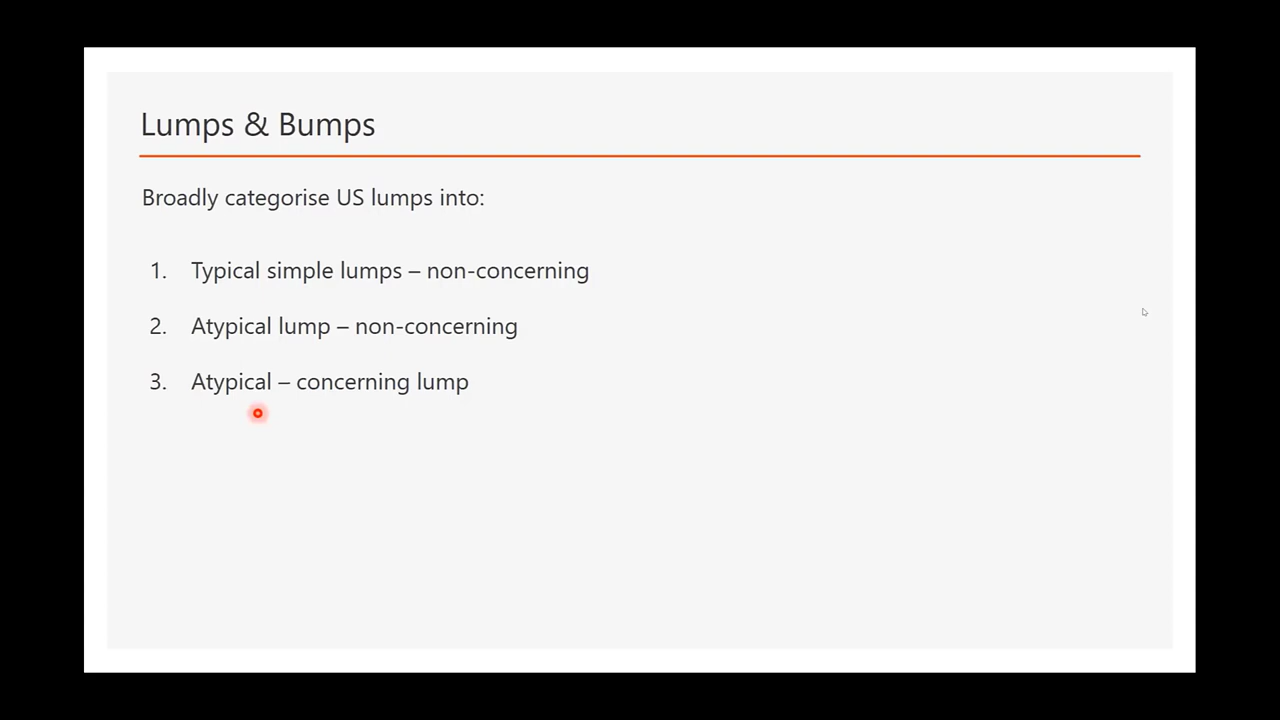 Lumps & Bumps
Broadly categorise US lumps into:
1. Typical simple lumps – non-concerning
2. Atypical lump – non-concerning
3. Atypical – concerning lump